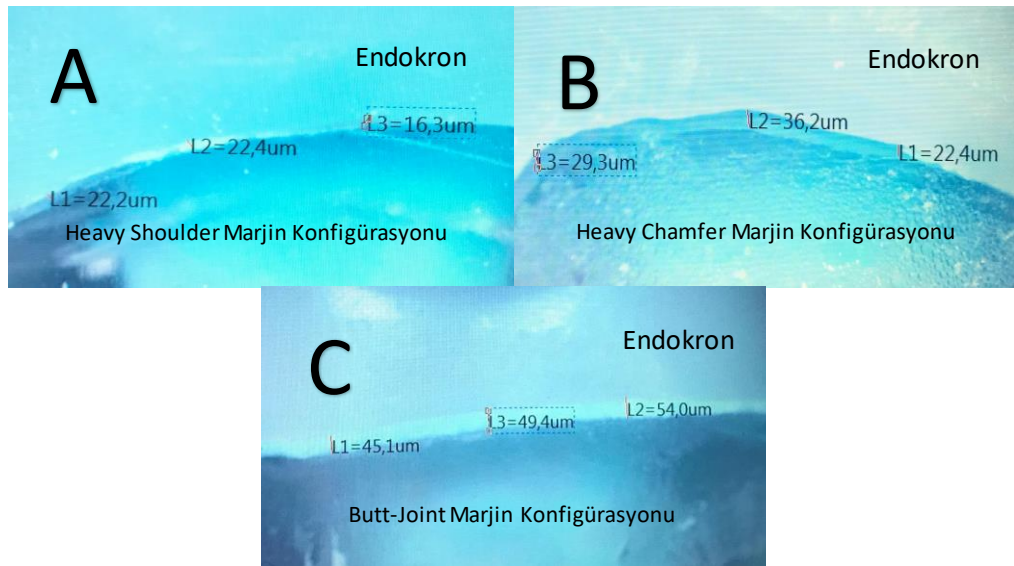 A
Endokron
L3=16,3um
L2=22,4um
L1=22,2um
Heavy Shoulder Marjin Konfigürasyonu
B
Endokron
L2=36,2um
L1=22,4um
L3=29,3um
Heavy Chamfer Marjin Konfigürasyonu
C
Endokron
L2=54,0um
L3=49,4um
L1=45,1um
Butt-Joint Marjin Konfigürasyonu